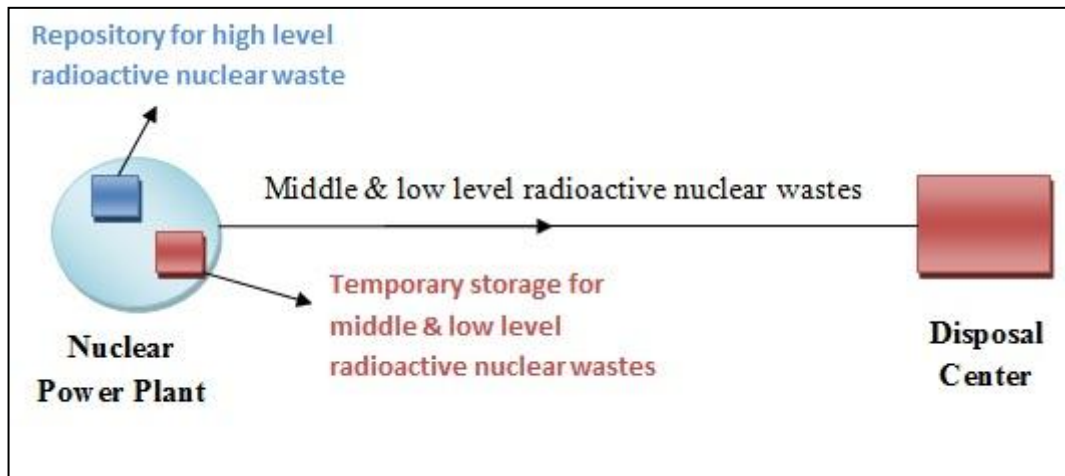 Repository for high level
radioactive nuclear waste
Middle & low level radioactive nuclear wastes
Temporary storage for
middle & low level
radioactive nuclear wastes
Nuclear
Power Plant
Disposal
Center